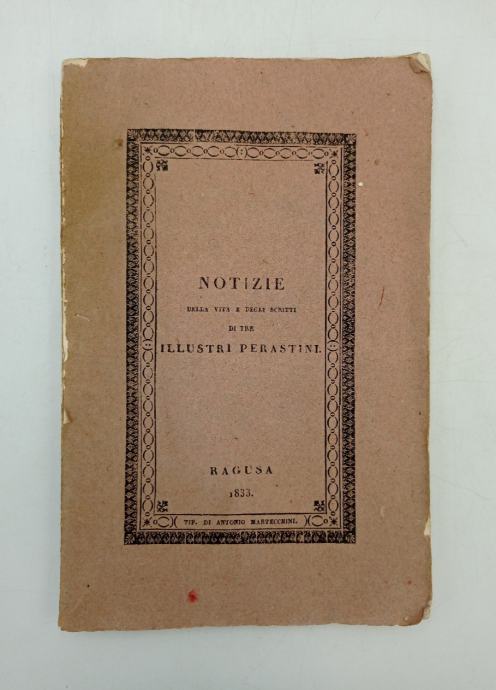 NOTIZIE
DELLA VITA E DEGLI SCRITTI
DI TRE
ILLUSTRI PERASTINI.
RAGUSA
1833.
TIP. DI ANTONIO MARTECCHINI.